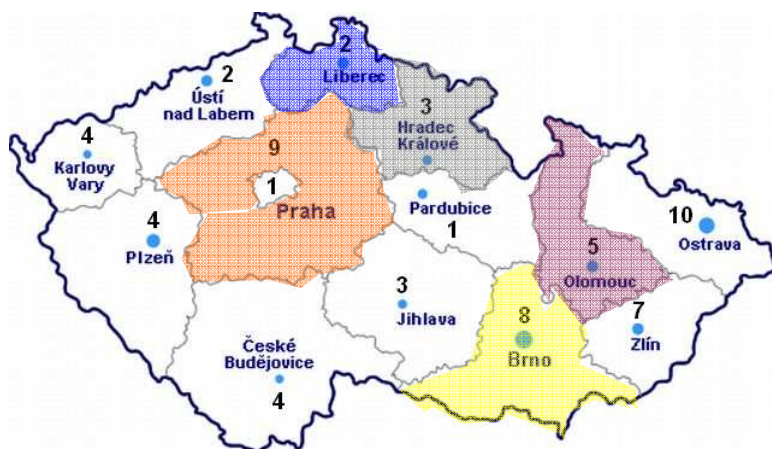 2
Liberec
2
Ústí
nad Labem
3
Hradec
Králové
4
Karlovy
Vary
9
1
Praha
Pardubice
1
10
Ostrava
4
Plzeň
5
Olomouc
3
Jihlava
7
Zlín
8
Brno
České
Budějovice
4